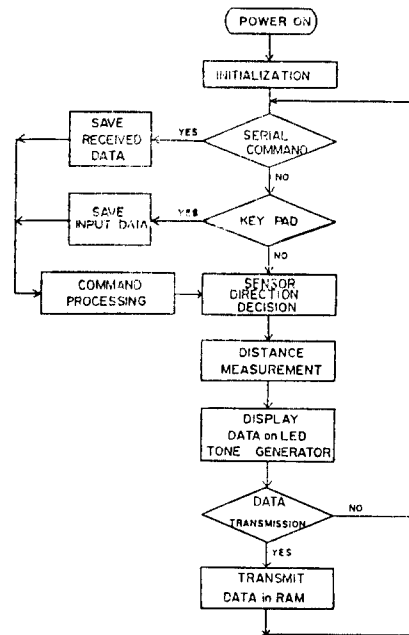 POWER ON
INITIALIZATION
SAVE
RECEIVED
DATA
YES
SERIAL
COMMAND
NO
SAVE
INPUT DATA
YES
KEY PAD
NO
COMMAND
PROCESSING
SENSOR
DIRECTION
DECISION
DISTANCE
MEASUREMENT
DISPLAY
DATA on LED
TONE GENERATOR
DATA
TRANSMISSION
NO
YES
TRANSMIT
DATA in RAM